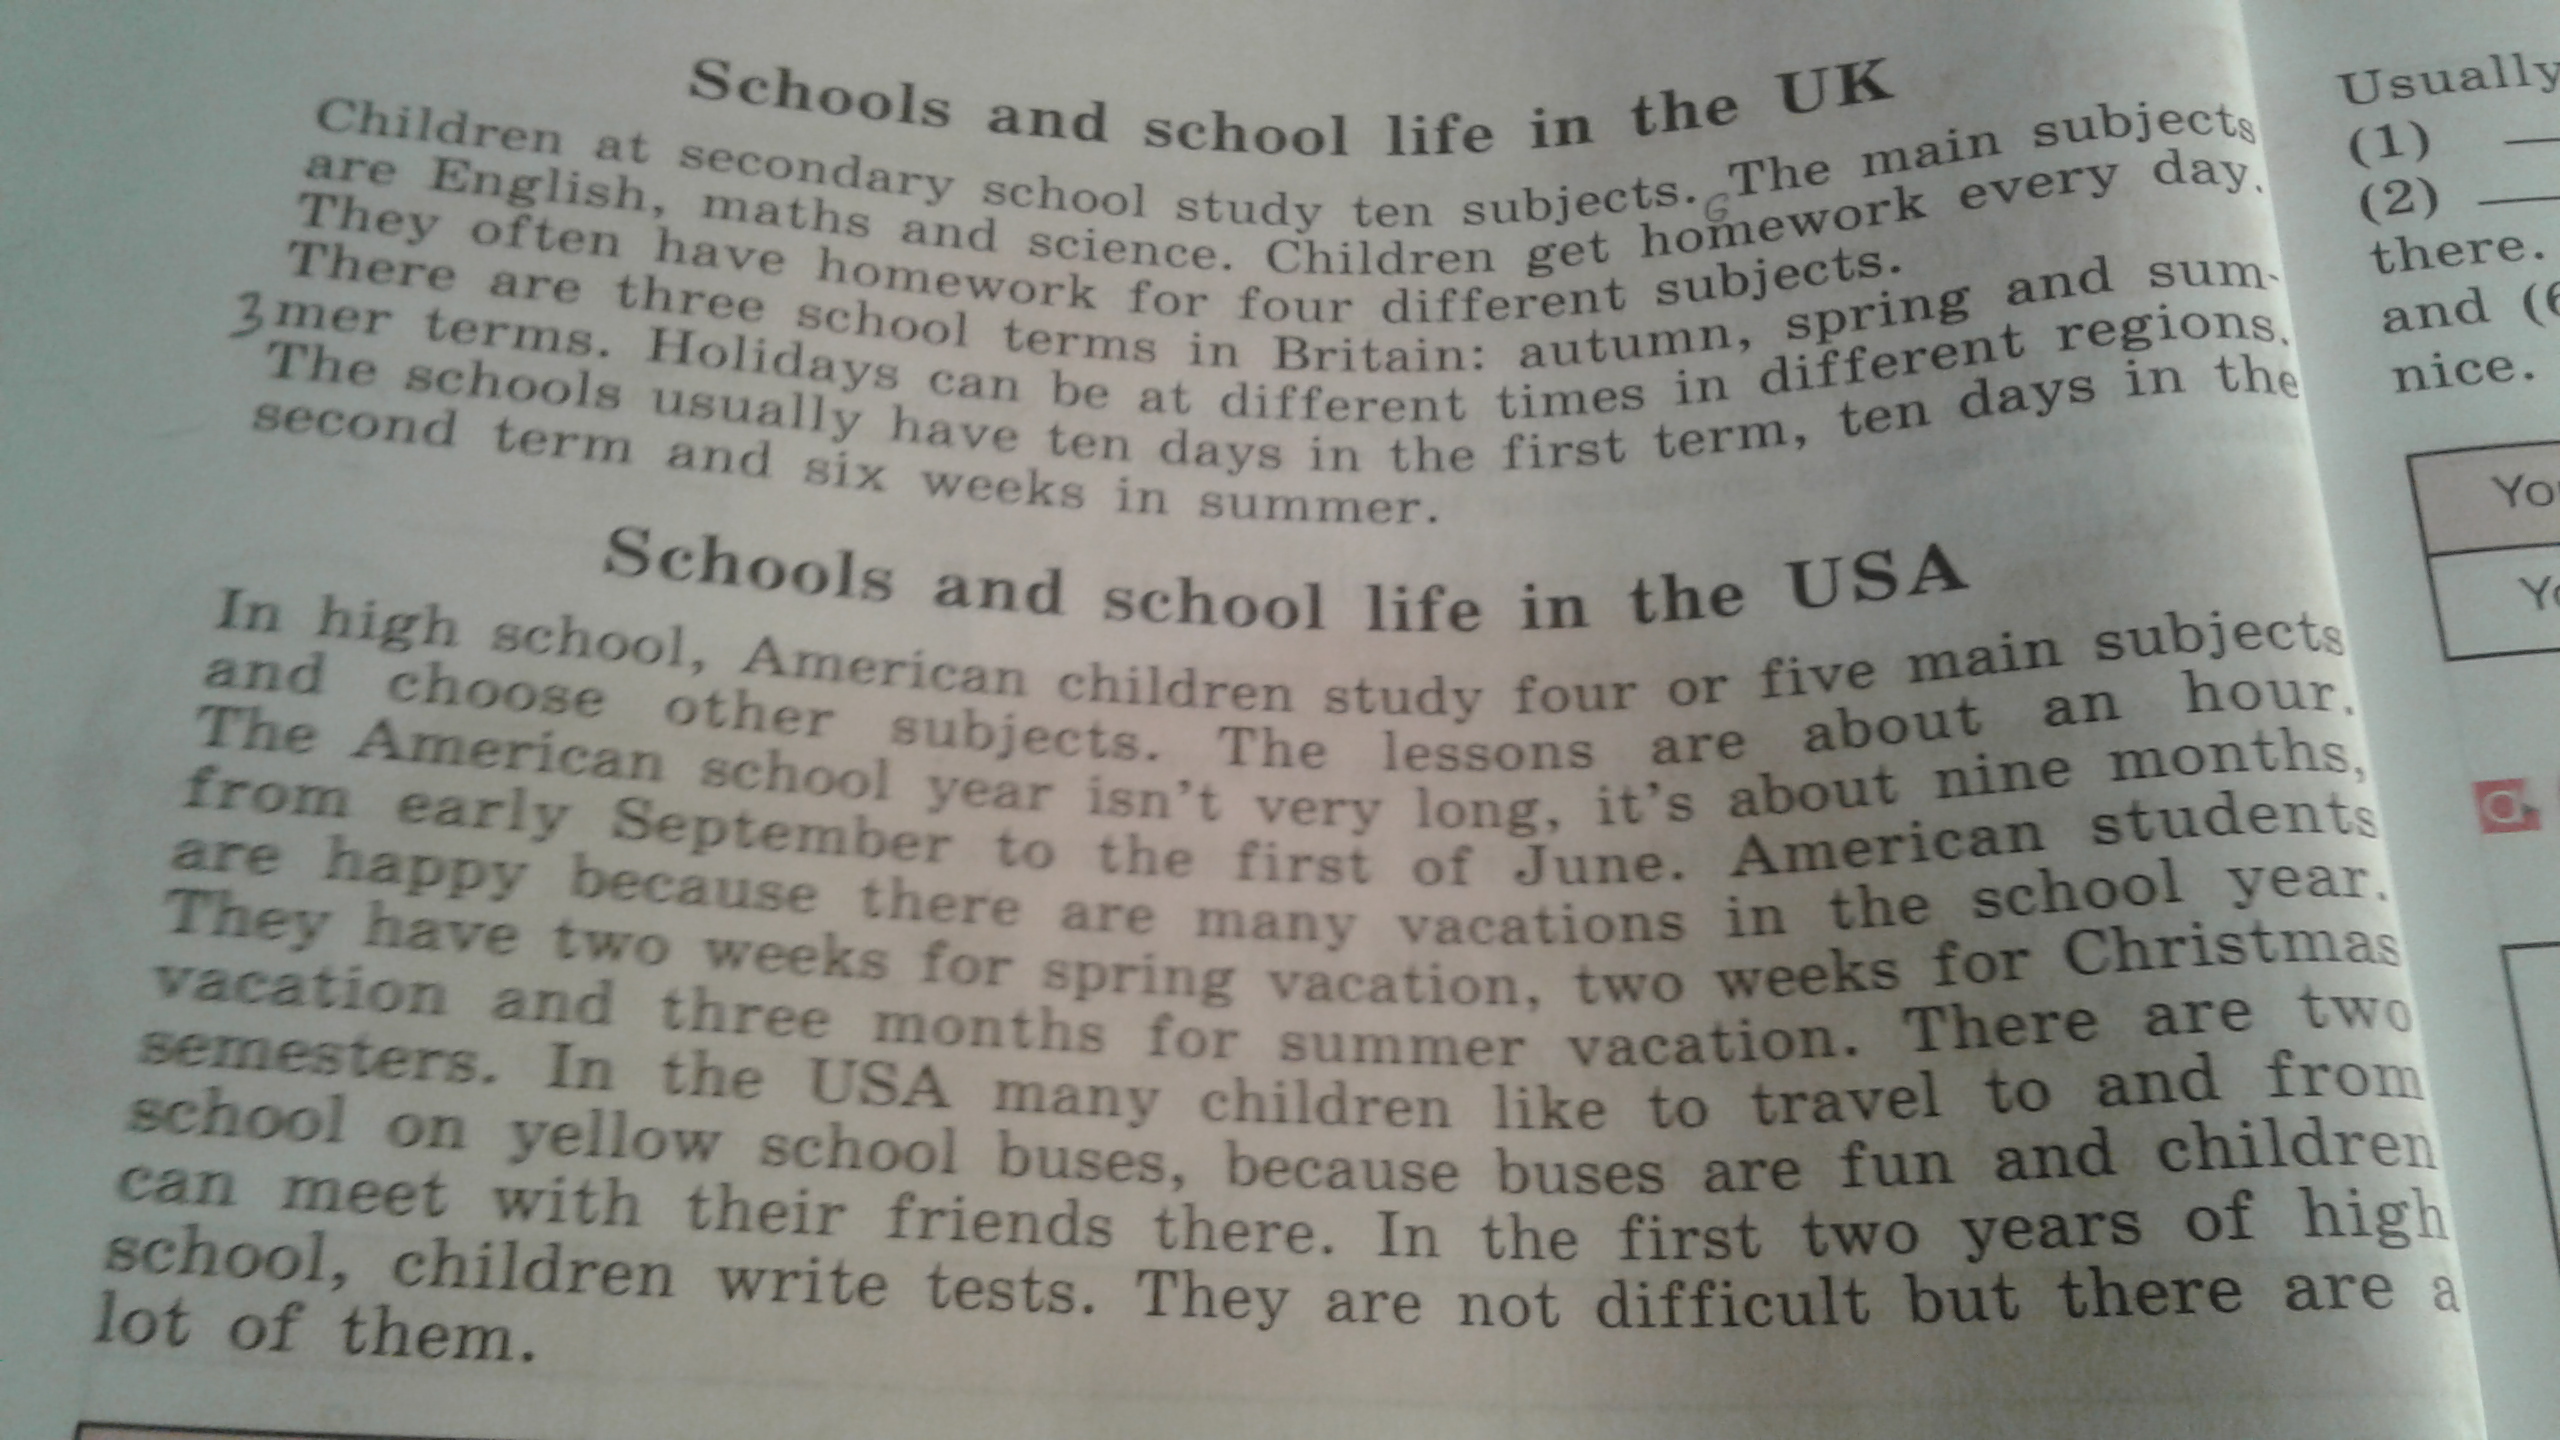 Schools and school life in the UK
Children at secondary school study ten subjects. The main subjects
are English, maths and science. Children get homework every day.
They often have homework for four different subjects.
There are three school terms in Britain: autumn, spring and sum-
3 mer terms. Holidays can be at different times in different regions.
The schools usually have ten days in the first term, ten days in the
second term and six weeks in summer.
Schools and school life in the USA
In high school, American children study four or five main subjects
and choose other subjects. The lessons are about an hour.
The American school year isn't very long, it's about nine months,
from early September to the first of June. American students
are happy because there are many vacations in the school year.
They have two weeks for spring vacation, two weeks for Christmas
vacation and three months for summer vacation. There are two
semesters. In the USA many children like to travel to and from
school on yellow school buses, because buses are fun and children
can meet with their friends there. In the first two years of high
school, children write tests. They are not difficult but there are a
lot of them.
Usually
(1)
(2)
there.
and (6
nice.